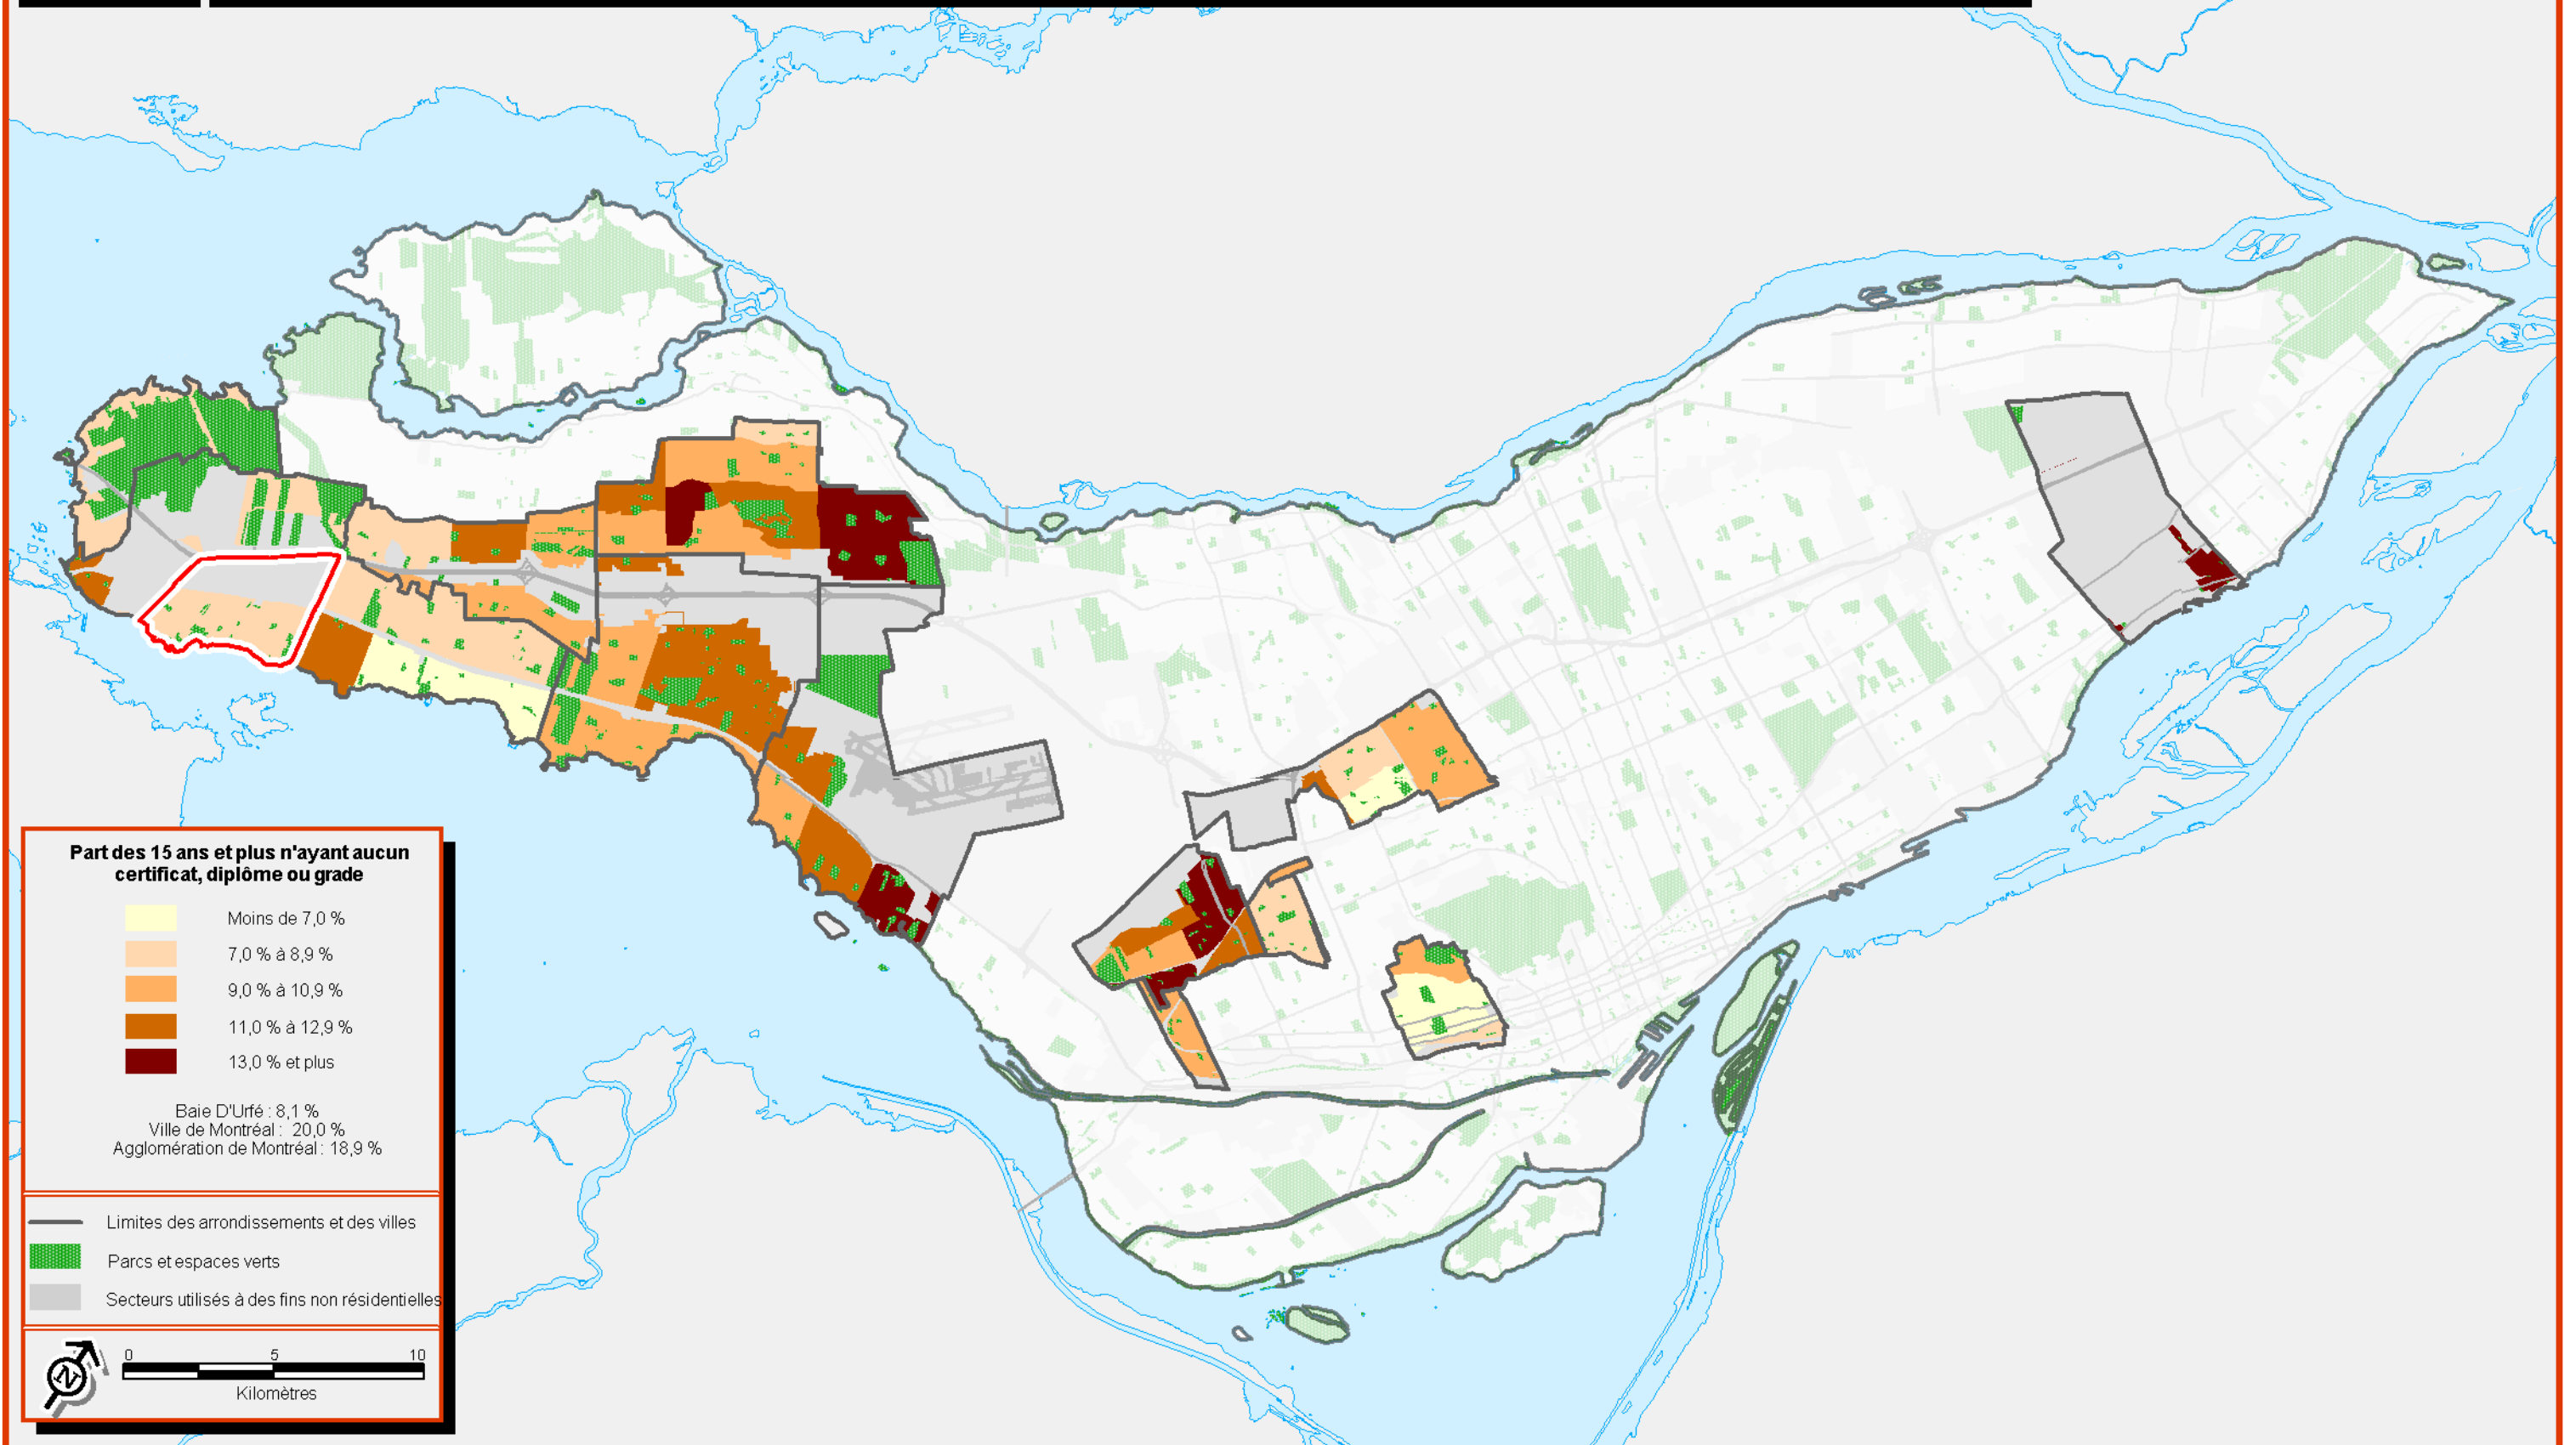 Part des 15 ans et plus n'ayant aucun
certificat, diplôme ou grade
Moins de 7,0 %
7,0 % à 8,9 %
9,0 % à 10,9 %
11,0 % à 12,9 %
13,0 % et plus
Baie D'Urfé : 8,1 %
Ville de Montréal : 20,0 %
Agglomération de Montréal : 18,9 %
Limites des arrondissements et des villes
Parcs et espaces verts
Secteurs utilisés à des fins non résidentielles
N
0 5 10
Kilomètres